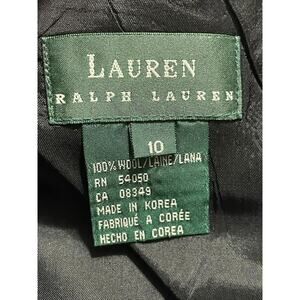 LAUREN
RALPH LAUREN
10
100% WOOL/LAINE/LANA
RN 54050
CA 08349
MADE IN KOREA
FABRIQUÉ A CORÉE
HECHO EN COREA